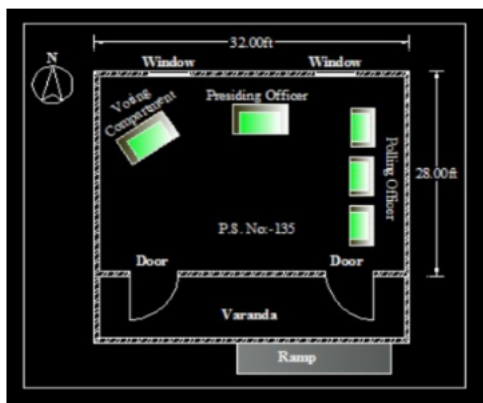 32.00ft
N
Window
Window
Voting
Compartment
Presiding Officer
Polling Officer
28.00ft
P.S. No:-135
Door
Door
Varanda
Ramp